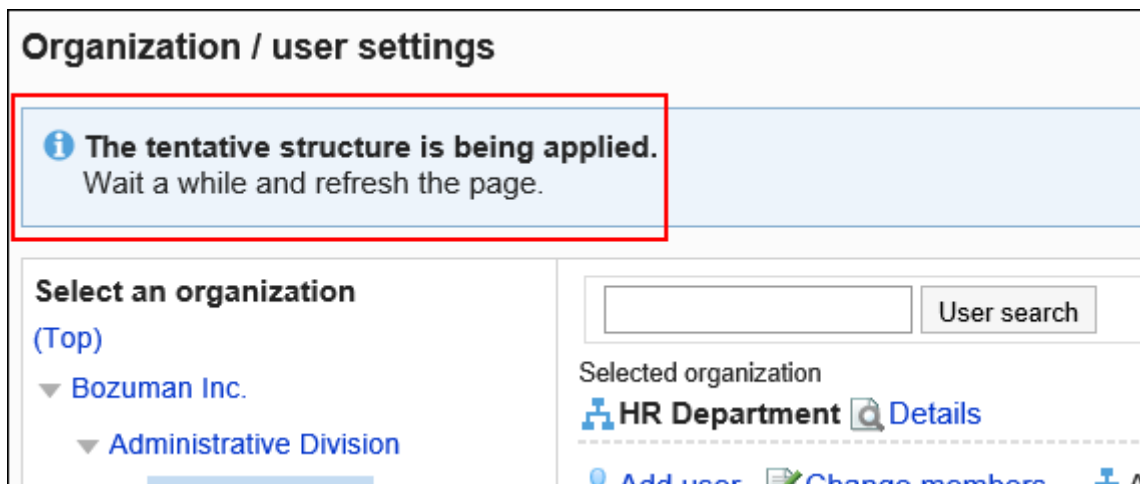 Organization / user settings
The tentative structure is being applied.
Wait a while and refresh the page.
Select an organization
(Top)
Bozuman Inc.
Administrative Division
User search
Selected organization
HR Department Details
Add user Change members